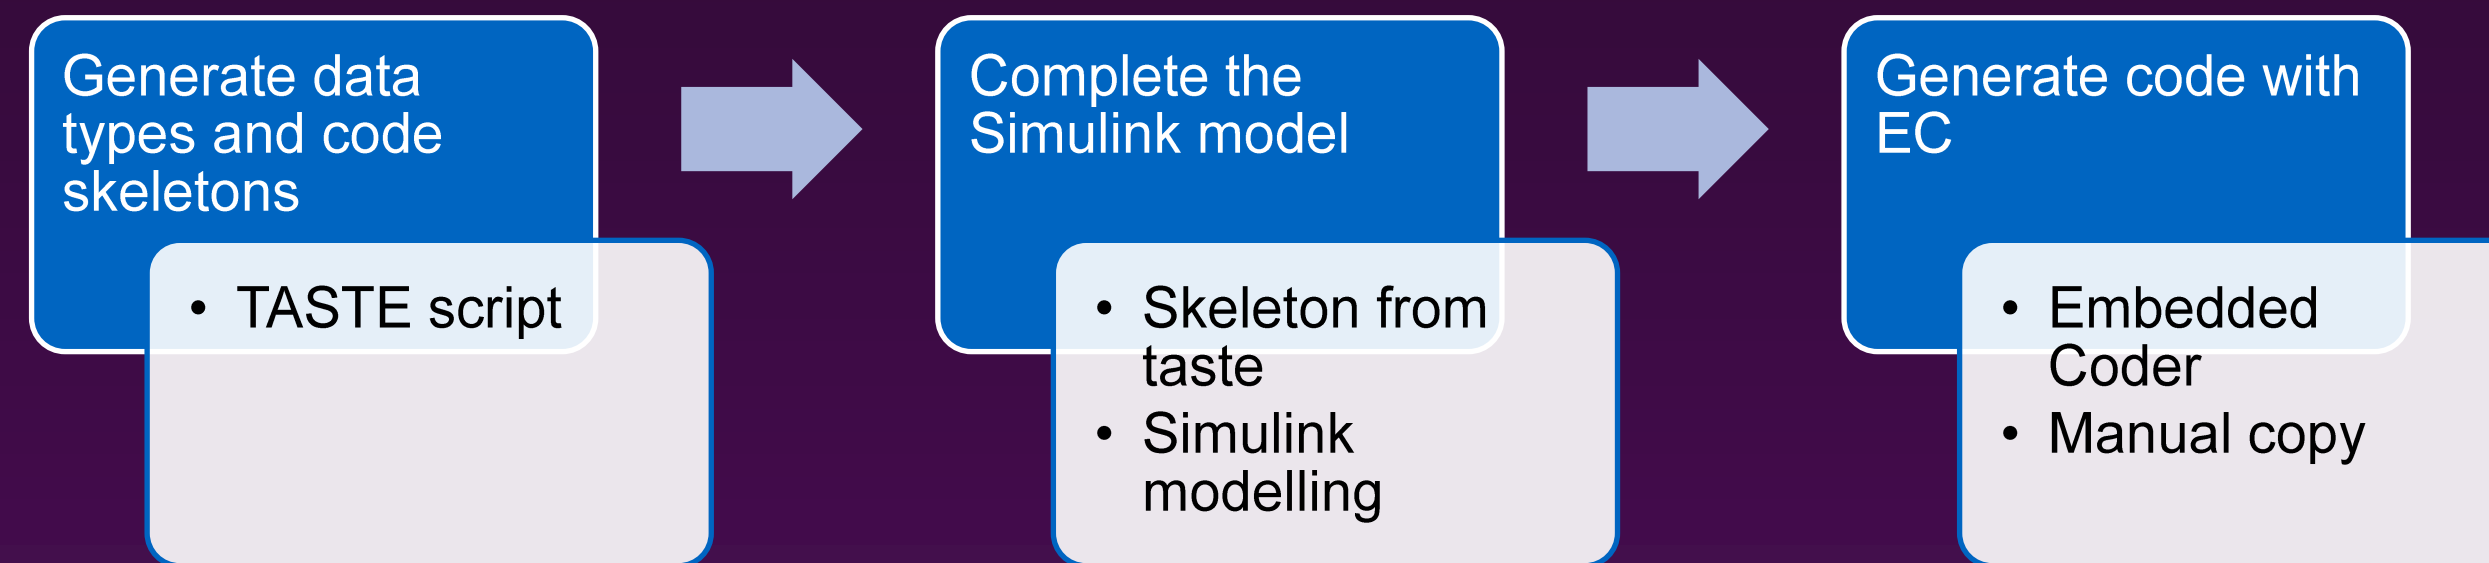 Generate data
types and code
skeletons
• TASTE script
Complete the
Simulink model
• Skeleton from
taste
• Simulink
modelling
Generate code with
EC
• Embedded
Coder
• Manual copy